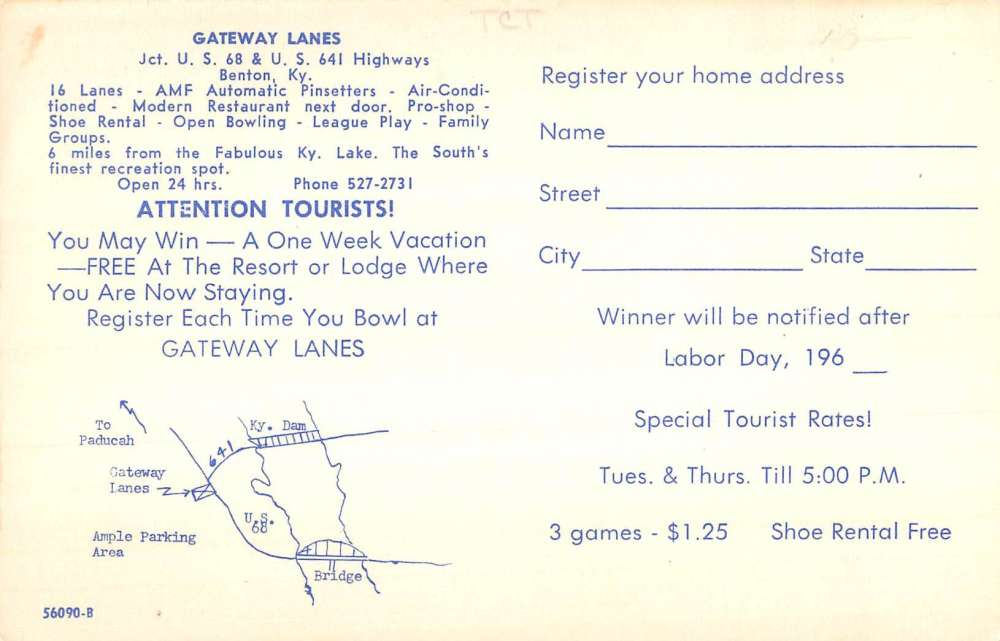 TCT
GATEWAY LANES
Jct. U. S. 68 & U. S. 641 Highways
Benton, Ky.
16 Lanes - AMF Automatic Pinsetters - Air-Condi-
tioned - Modern Restaurant next door. Pro-shop -
Shoe Rental - Open Bowling - League Play - Family
Groups.
6 miles from the Fabulous Ky. Lake. The South's
finest recreation spot.
Open 24 hrs. Phone 527-2731
ATTENTION TOURISTS!
You May Win — A One Week Vacation
—FREE At The Resort or Lodge Where
You Are Now Staying.
Register Each Time You Bowl at
GATEWAY LANES
To
Paducah
641
Ky. Dam
Gateway
Lanes
U.S.
68
Ample Parking
Area
Bridge
56090-B
Register your home address
Name
Street
City State
Winner will be notified after
Labor Day, 196
Special Tourist Rates!
Tues. & Thurs. Till 5:00 P.M.
3 games - $1.25 Shoe Rental Free